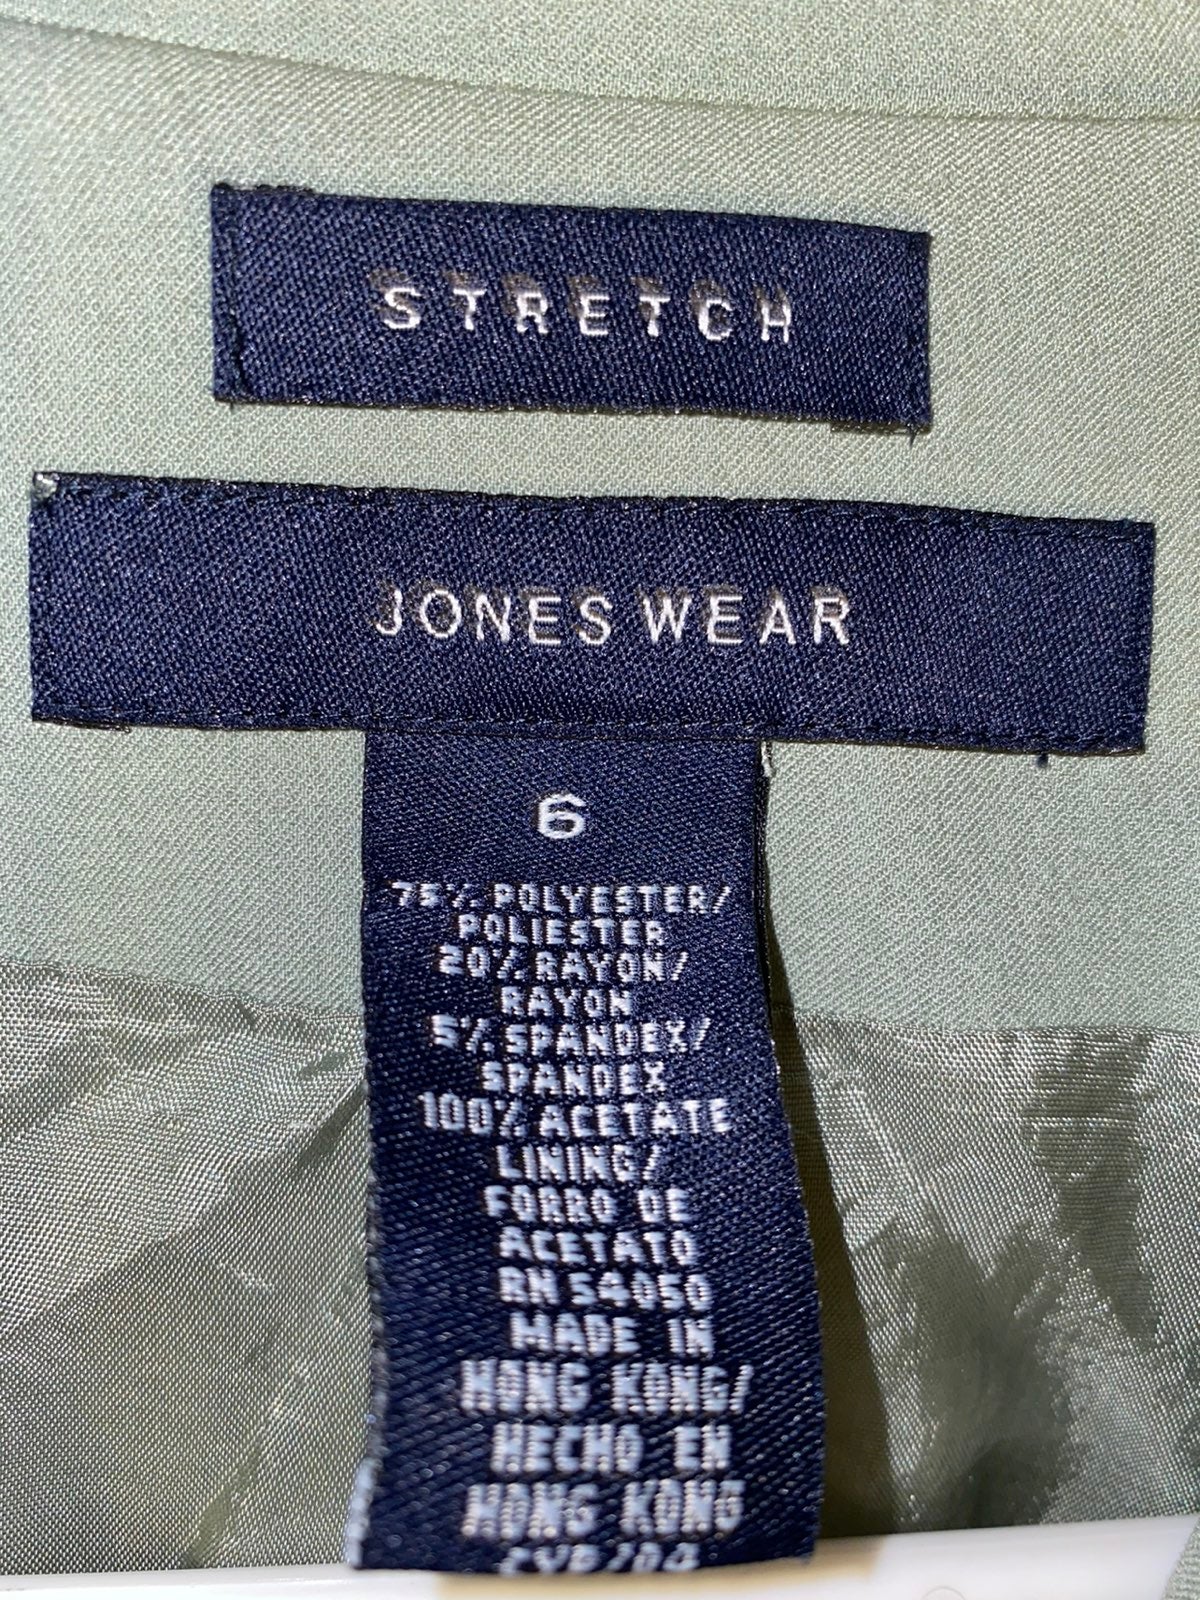 STRETCH
JONES WEAR
6
75% POLYESTER/
POLIESTER
20% RAYON/
RAYON
5% SPANDEX/
SPANDEX
100% ACETATE
LINING/
FORRO DE
ACETATO
RN 54050
MADE IN
HONG KONG/
HECHO EN
HONG KONG